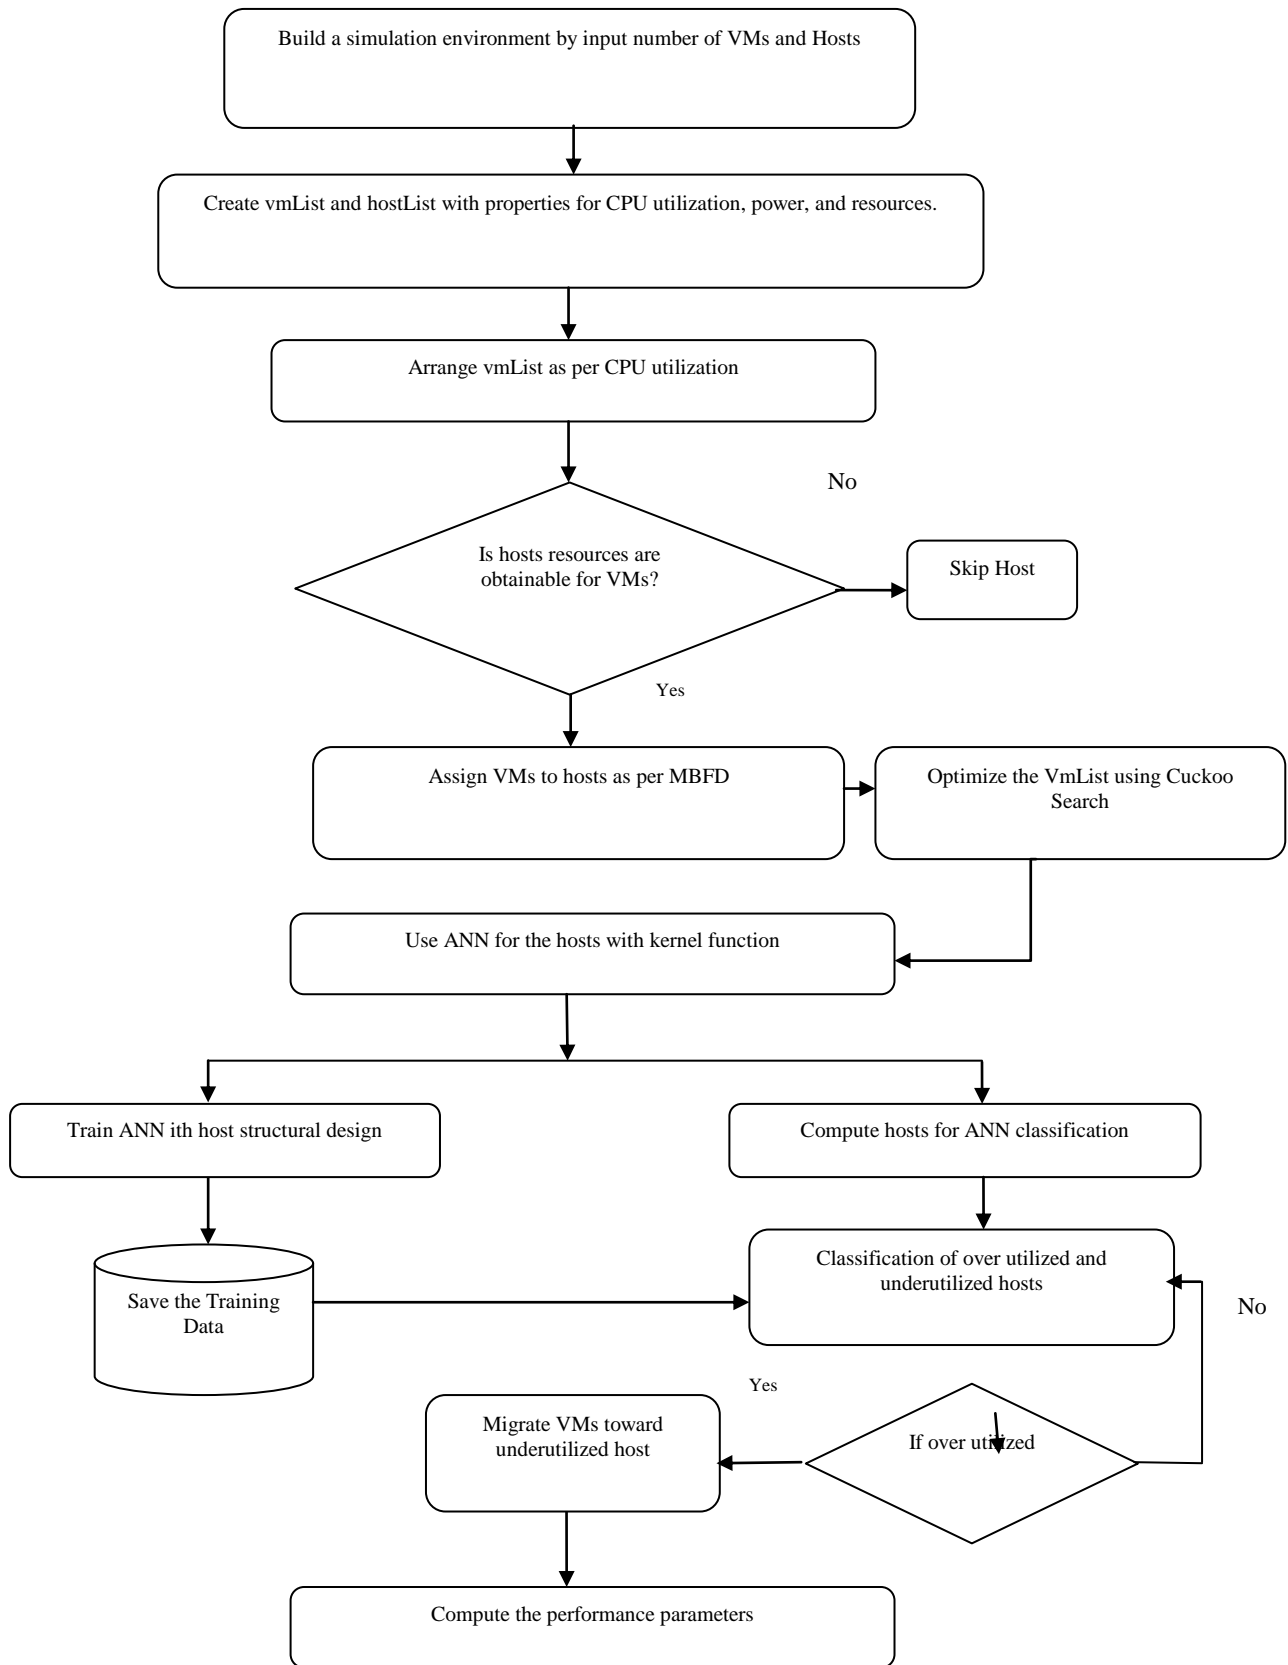 Build a simulation environment by input number of VMs and Hosts
Create vmList and hostList with properties for CPU utilization, power, and resources.
Arrange vmList as per CPU utilization
No
Is hosts resources are
obtainable for VMs?
Skip Host
Yes
Assign VMs to hosts as per MBFD
Optimize the VmList using Cuckoo
Search
Use ANN for the hosts with kernel function
Train ANN ith host structural design
Compute hosts for ANN classification
Classification of over utilized and
underutilized hosts
Save the Training
Data
No
Yes
Migrate VMs toward
underutilized host
If over utilized
Compute the performance parameters